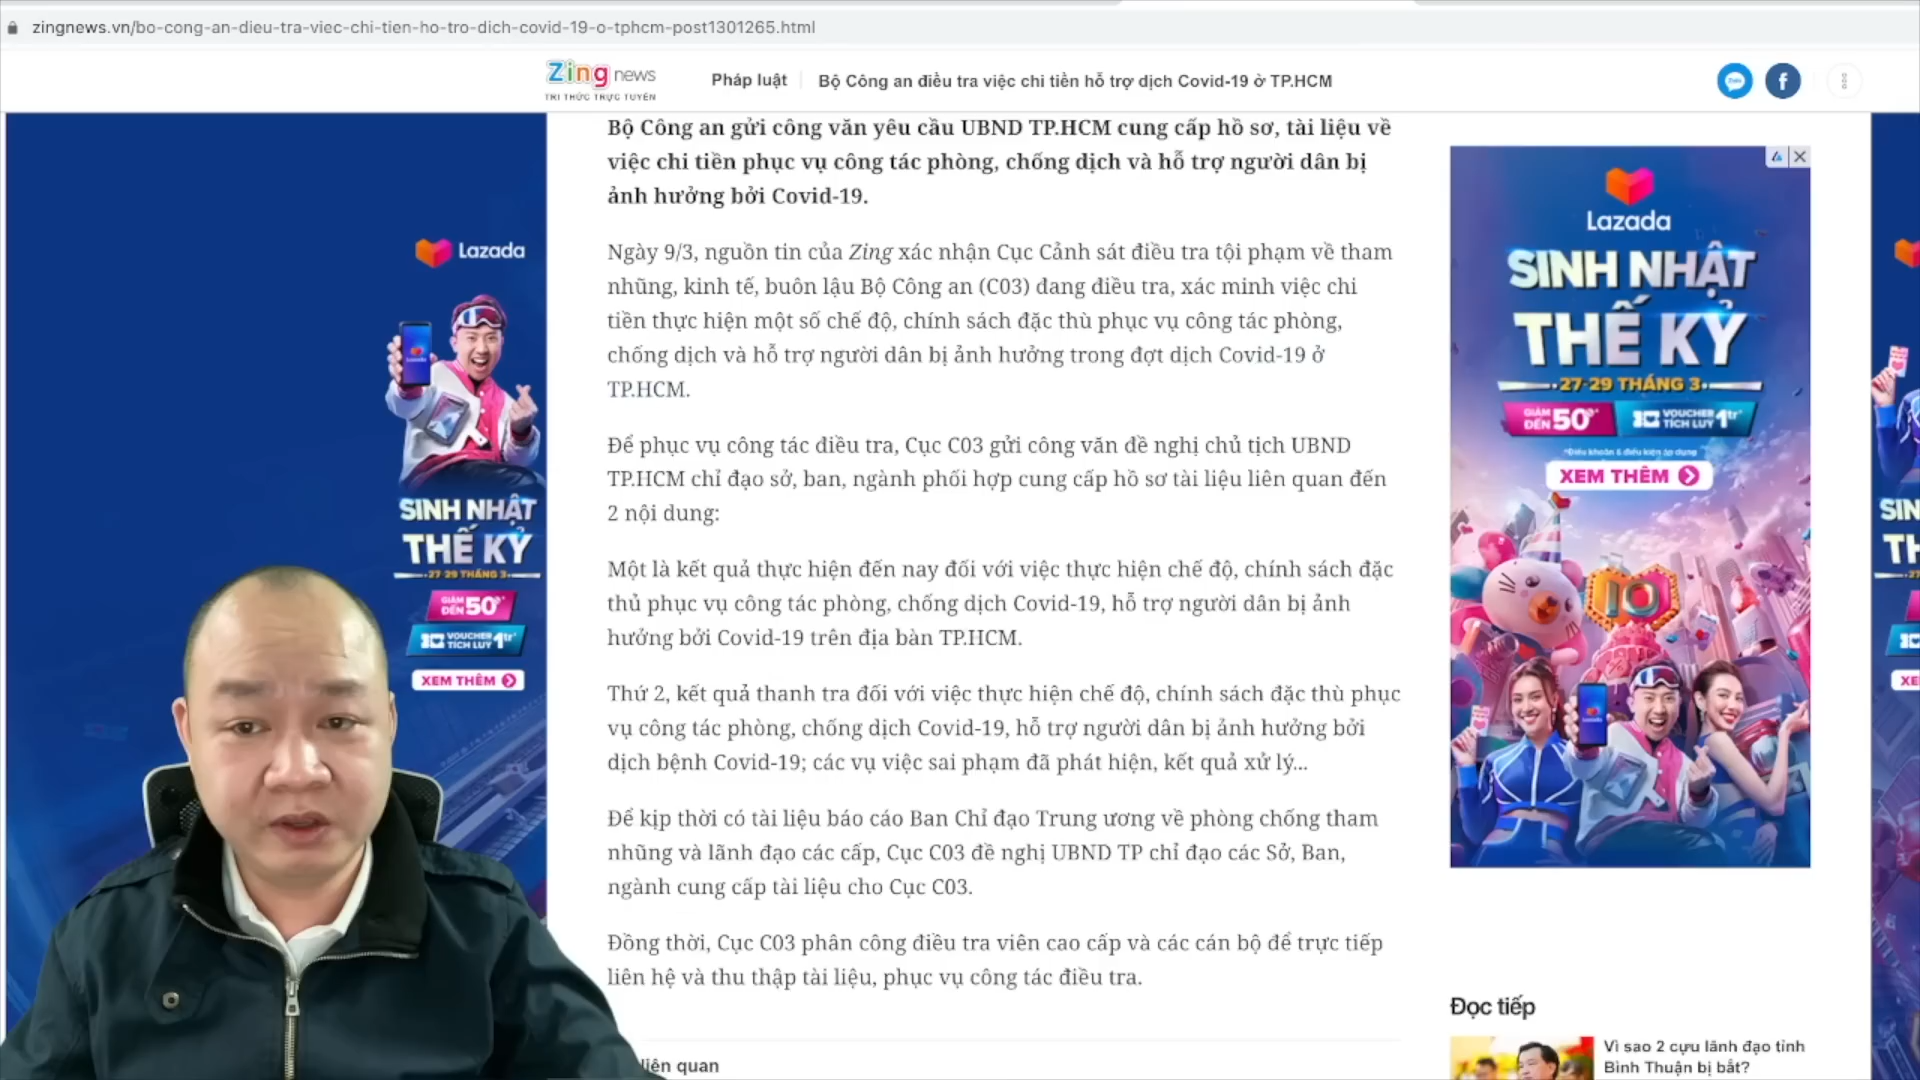 zingnews.vn/bo-cong-an-dieu-tra-viec-chi-tien-ho-tro-dich-covid-19-o-tphcm-post1301265.html
Zing news
TRI THỨC TRỰC TUYẾN
Pháp luật
Bộ Công an điều tra việc chi tiền hỗ trợ dịch Covid-19 ở TP.HCM
Bộ Công an gửi công văn yêu cầu UBND TP.HCM cung cấp hồ sơ, tài liệu về
việc chi tiền phục vụ công tác phòng, chống dịch và hỗ trợ người dân bị
ảnh hưởng bởi Covid-19.
Ngày 9/3, nguồn tin của Zing xác nhận Cục Cảnh sát điều tra tội phạm về tham
nhũng, kinh tế, buôn lậu Bộ Công an (C03) đang điều tra, xác minh việc chi
tiền thực hiện một số chế độ, chính sách đặc thù phục vụ công tác phòng,
chống dịch và hỗ trợ người dân bị ảnh hưởng trong đợt dịch Covid-19 ở
TP.HCM.
Để phục vụ công tác điều tra, Cục C03 gửi công văn đề nghị chủ tịch UBND
TP.HCM chỉ đạo sở, ban, ngành phối hợp cung cấp hồ sơ tài liệu liên quan đến
2 nội dung:
Một là kết quả thực hiện đến nay đối với việc thực hiện chế độ, chính sách đặc
thủ phục vụ công tác phòng, chống dịch Covid-19, hỗ trợ người dân bị ảnh
hưởng bởi Covid-19 trên địa bàn TP.HCM.
Thứ 2, kết quả thanh tra đối với việc thực hiện chế độ, chính sách đặc thù phục
vụ công tác phòng, chống dịch Covid-19, hỗ trợ người dân bị ảnh hưởng bởi
dịch bệnh Covid-19; các vụ việc sai phạm đã phát hiện, kết quả xử lý...
Để kịp thời có tài liệu báo cáo Ban Chỉ đạo Trung ương về phòng chống tham
nhũng và lãnh đạo các cấp, Cục C03 đề nghị UBND TP chỉ đạo các Sở, Ban,
ngành cung cấp tài liệu cho Cục C03.
Đồng thời, Cục C03 phân công điều tra viên cao cấp và các cán bộ để trực tiếp
liên hệ và thu thập tài liệu, phục vụ công tác điều tra.
liên quan
Lazada
SINH NHẬT
THẾ KỶ
27-29 THÁNG 3
GIẢM ĐẾN 50%*
VOUCHER TÍCH LUỸ 1tr*
XEM THÊM
Lazada
SINH NHẬT
THẾ KỶ
27-29 THÁNG 3
GIẢM ĐẾN 50%*
VOUCHER TÍCH LUỸ 1tr*
*Điều khoản & điều kiện áp dụng
XEM THÊM
10
Đọc tiếp
Vì sao 2 cựu lãnh đạo tỉnh
Bình Thuận bị bắt?